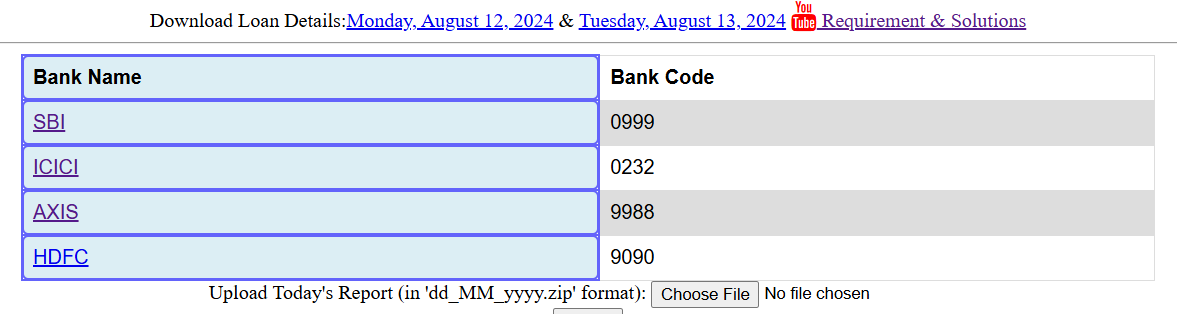 Download Loan Details:Monday, August 12, 2024 & Tuesday, August 13, 2024 You Tube Requirement & Solutions
Bank Name Bank Code
SBI 0999
ICICI 0232
AXIS 9988
HDFC 9090
Upload Today's Report (in 'dd_MM_yyyy.zip' format): Choose File No file chosen